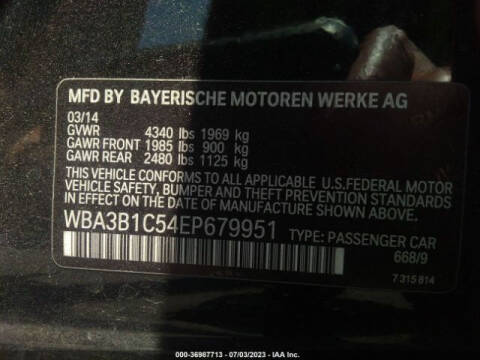 MFD BY BAYERISCHE MOTOREN WERKE AG
03/14
GVWR 4340 lbs 1969 kg
GAWR FRONT 1985 lbs 900 kg
GAWR REAR 2480 lbs 1125 kg
THIS VEHICLE CONFORMS TO ALL APPLICABLE U.S.FEDERAL MOTOR
VEHICLE SAFETY, BUMPER, AND THEFT PREVENTION STANDARDS IN
EFFECT ON THE DATE OF MANUFACTURE SHOWN ABOVE.
WBA3B1C54EP679951 TYPE: PASSENGER CAR
668/9
7 315 814
000-36987713 - 07/03/2023 - IAA Inc.